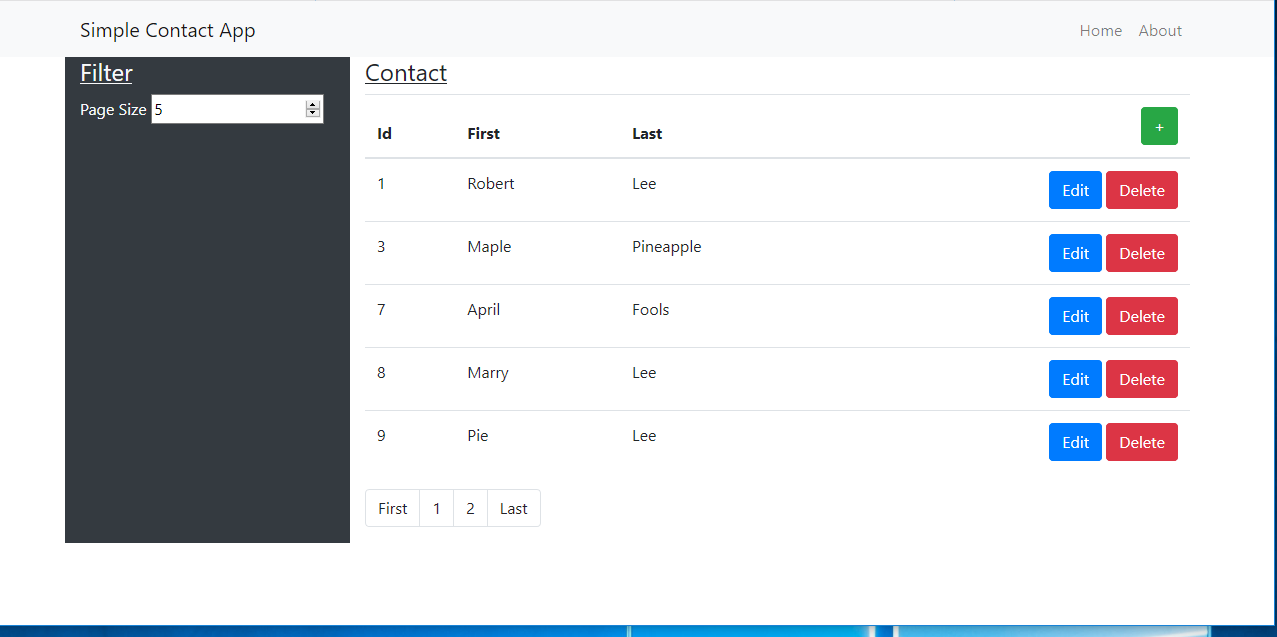 Simple Contact App Home About
Filter
Page Size 5
Contact
Id First Last +
1 Robert Lee Edit Delete
3 Maple Pineapple Edit Delete
7 April Fools Edit Delete
8 Marry Lee Edit Delete
9 Pie Lee Edit Delete
First 1 2 Last